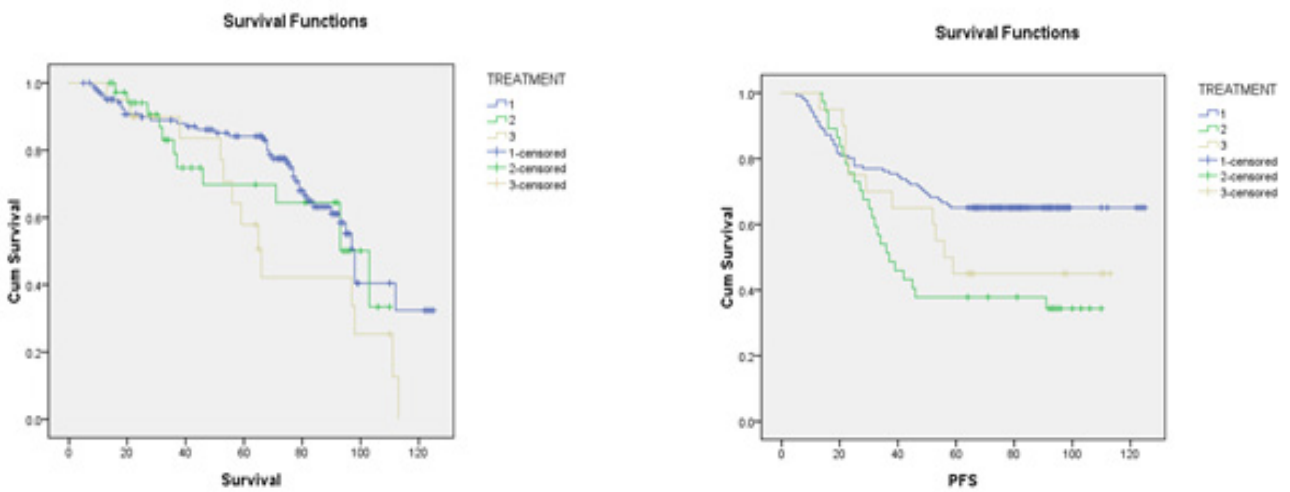 Survival Functions
TREATMENT
1
2
3
1-censored
2-censored
3-censored
Cum Survival
1.0
0.8
0.6
0.4
0.2
0.0
0 20 40 60 80 100 120
Survival
Survival Functions
TREATMENT
1
2
3
1-censored
2-censored
3-censored
Cum Survival
1.0
0.8
0.6
0.4
0.2
0.0
0 20 40 60 80 100 120
PFS